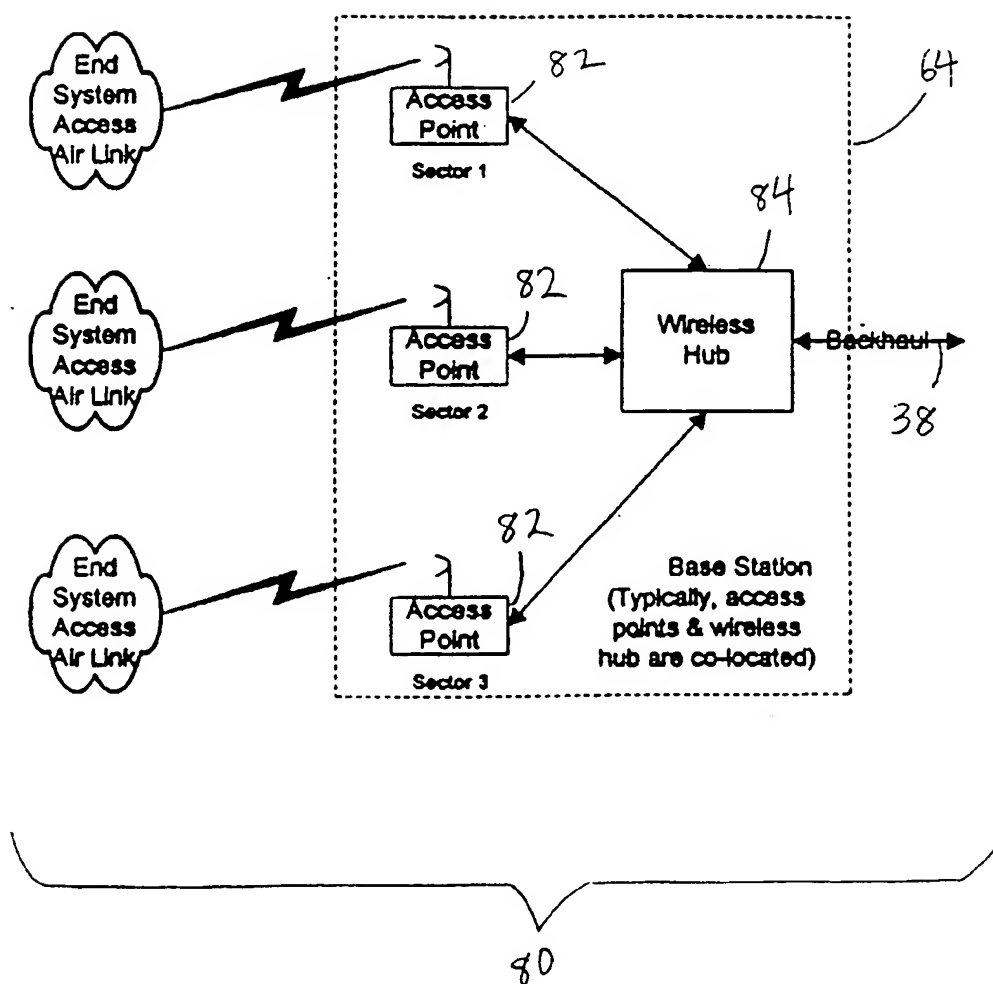 End
System
Access
Air Link
Access
Point
Sector 1
82
64
84
End
System
Access
Air Link
Access
Point
Sector 2
82
Wireless
Hub
Backhaul
38
End
System
Access
Air Link
Access
Point
Sector 3
82
Base Station
(Typically, access
points & wireless
hub are co-located)
80